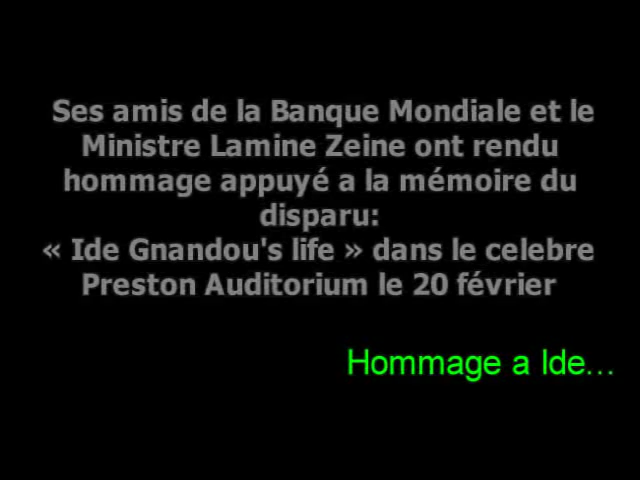 Ses amis de la Banque Mondiale et le
Ministre Lamine Zeine ont rendu
hommage appuyé a la mémoire du
disparu:
« Ide Gnandou's life » dans le celebre
Preston Auditorium le 20 février
Hommage a Ide...